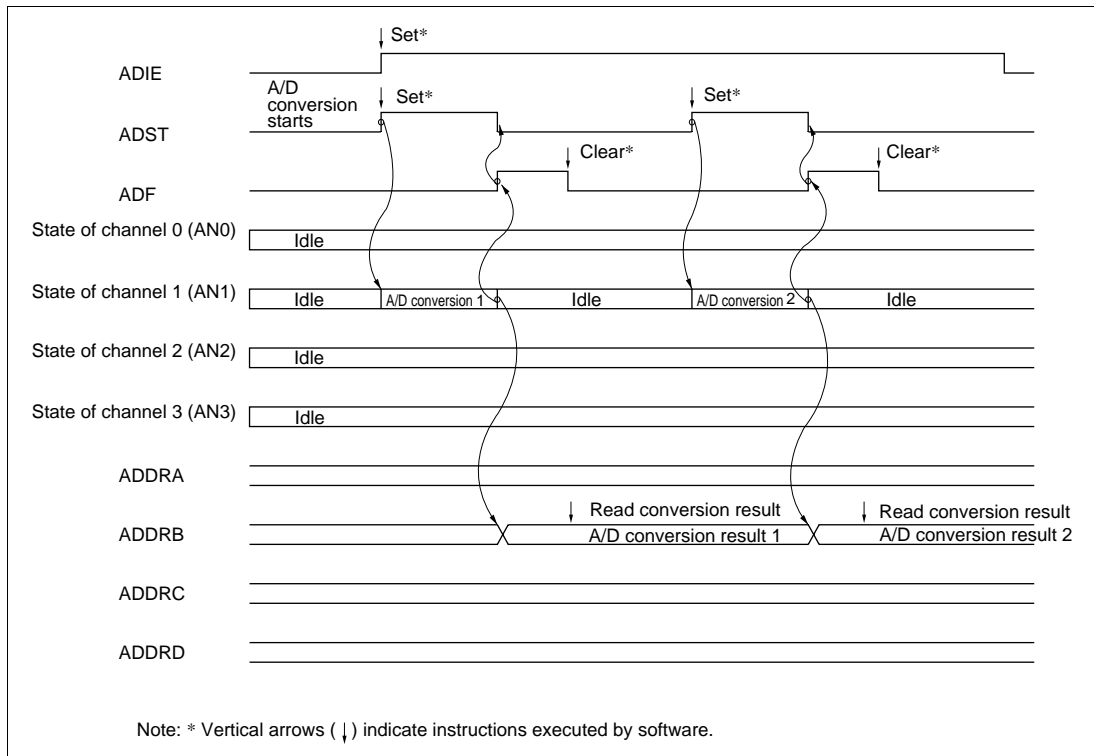 Set*
ADIE
A/D
conversion
starts
Set*
Set*
ADST
Clear*
Clear*
ADF
State of channel 0 (AN0)
Idle
State of channel 1 (AN1)
Idle
A/D conversion 1
Idle
A/D conversion 2
Idle
State of channel 2 (AN2)
Idle
State of channel 3 (AN3)
Idle
ADDRA
Read conversion result
Read conversion result
ADDRB
A/D conversion result 1
A/D conversion result 2
ADDRC
ADDRD
Note: * Vertical arrows (↓) indicate instructions executed by software.